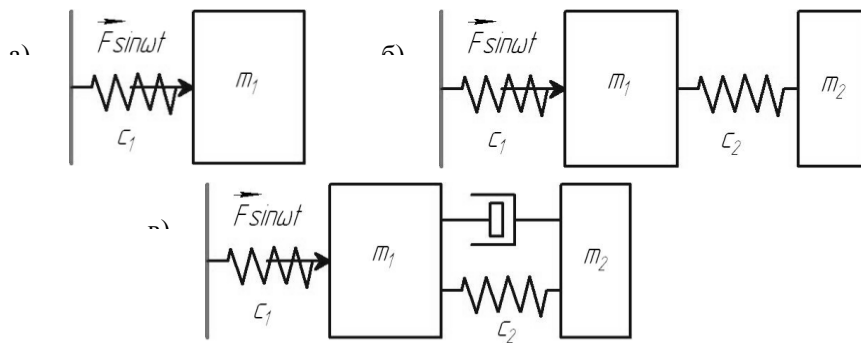 а) F⃗sinωt m₁ c₁
б) F⃗sinωt m₁ c₁ c₂ m₂
в) F⃗sinωt m₁ c₁ c₂ m₂